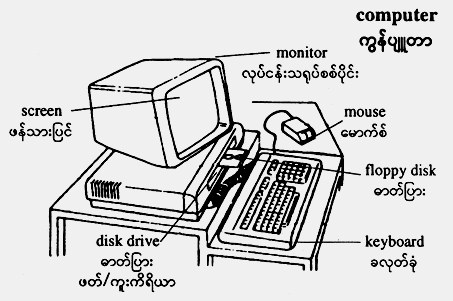 computer
ကွန်ပျူတာ
monitor
လုပ်ငန်းသရုပ်စစ်ပိုင်း
screen
ဖန်သားပြင်
mouse
မောက်စ်
floppy disk
ဓာတ်ပြား
disk drive
ဓာတ်ပြား
ဖတ်/ကူးကိရိယာ
keyboard
ခလုတ်ခုံ